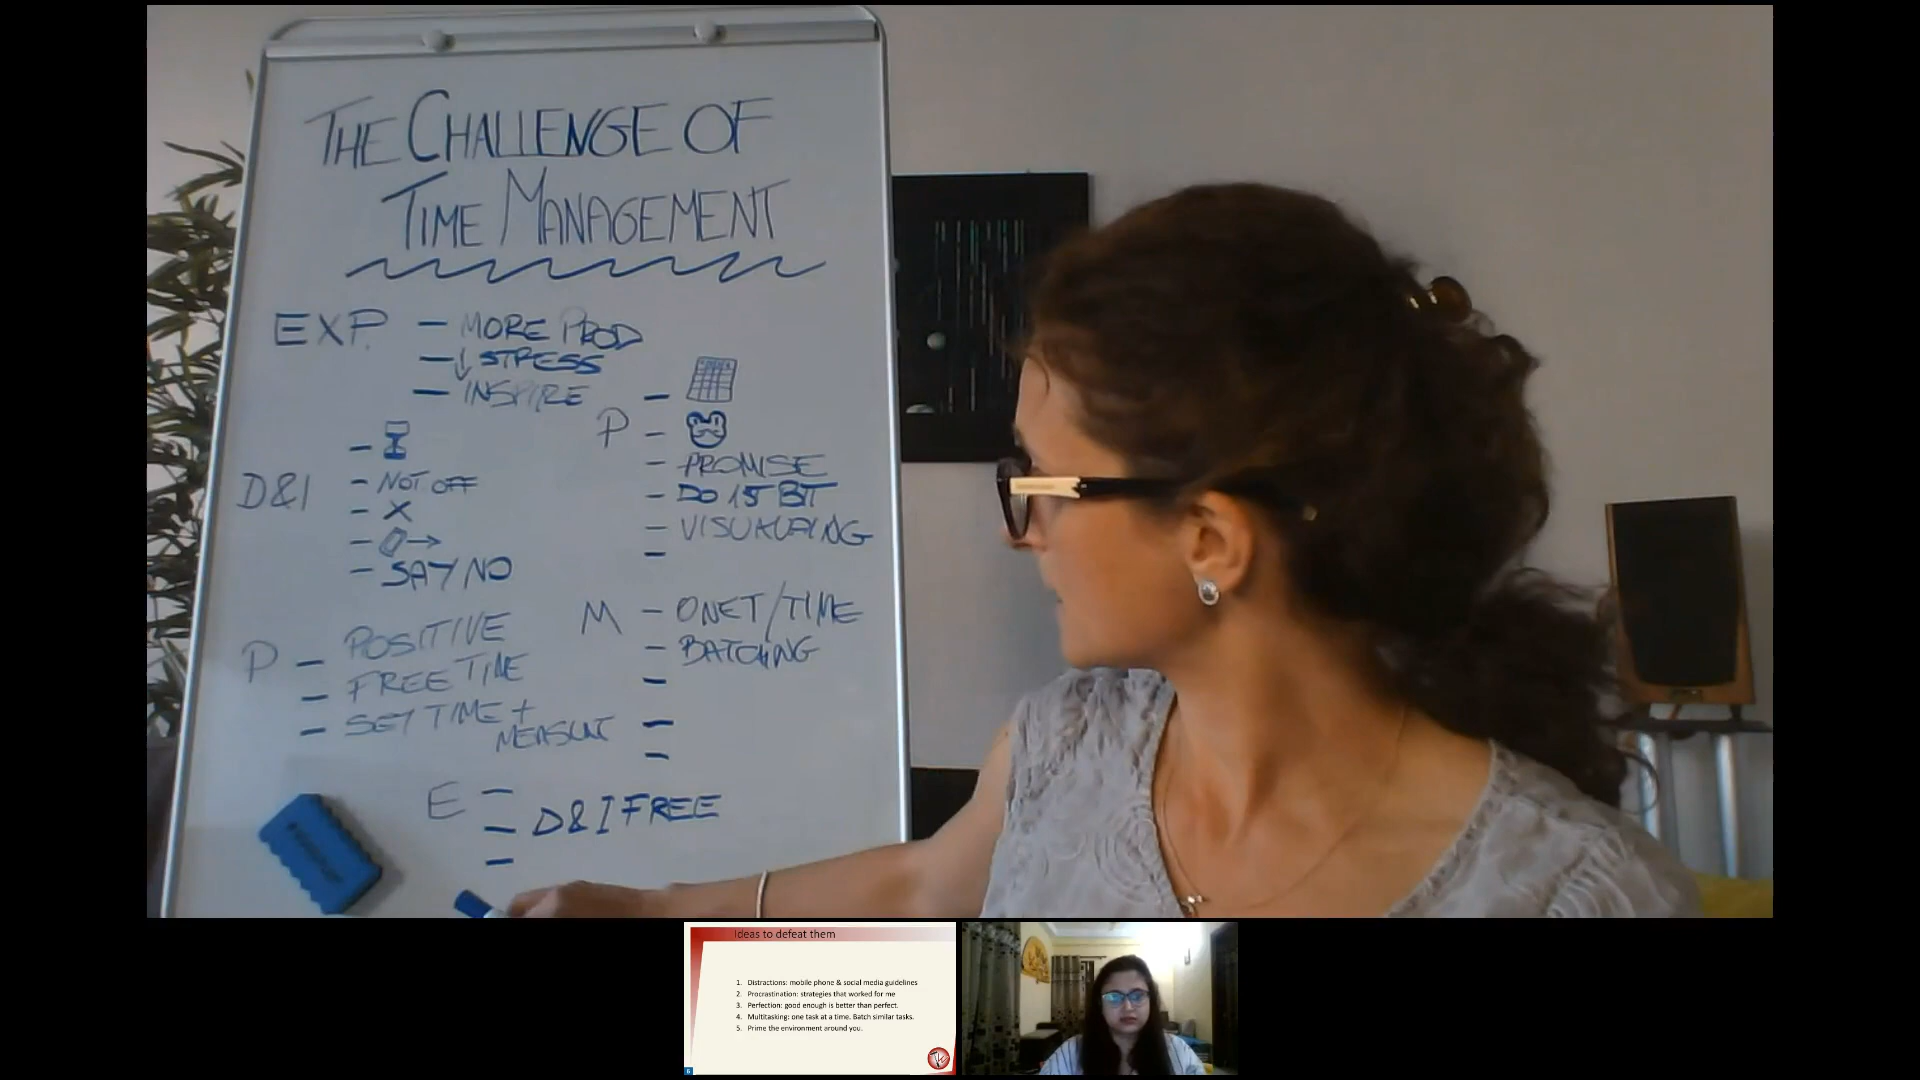 THE CHALLENGE OF
TIME MANAGEMENT
EXP. - MORE PROD
- ↓ STRESS
- INSPIRE
D&I
- NOT OFF
- X
- SAY NO
P
- PROMISE
- DO 15 BIT
- VISUALIZING
P - POSITIVE
- FREE TIME
- SET TIME +
MEASURE
M - ONE T/TIME
- BATCHING
E -
- D&I FREE
Ideas to defeat them
1. Distractions: mobile phone & social media guidelines
2. Procrastination: strategies that worked for me
3. Perfection: good enough is better than perfect.
4. Multitasking: one task at a time. Batch similar tasks.
5. Prime the environment around you.